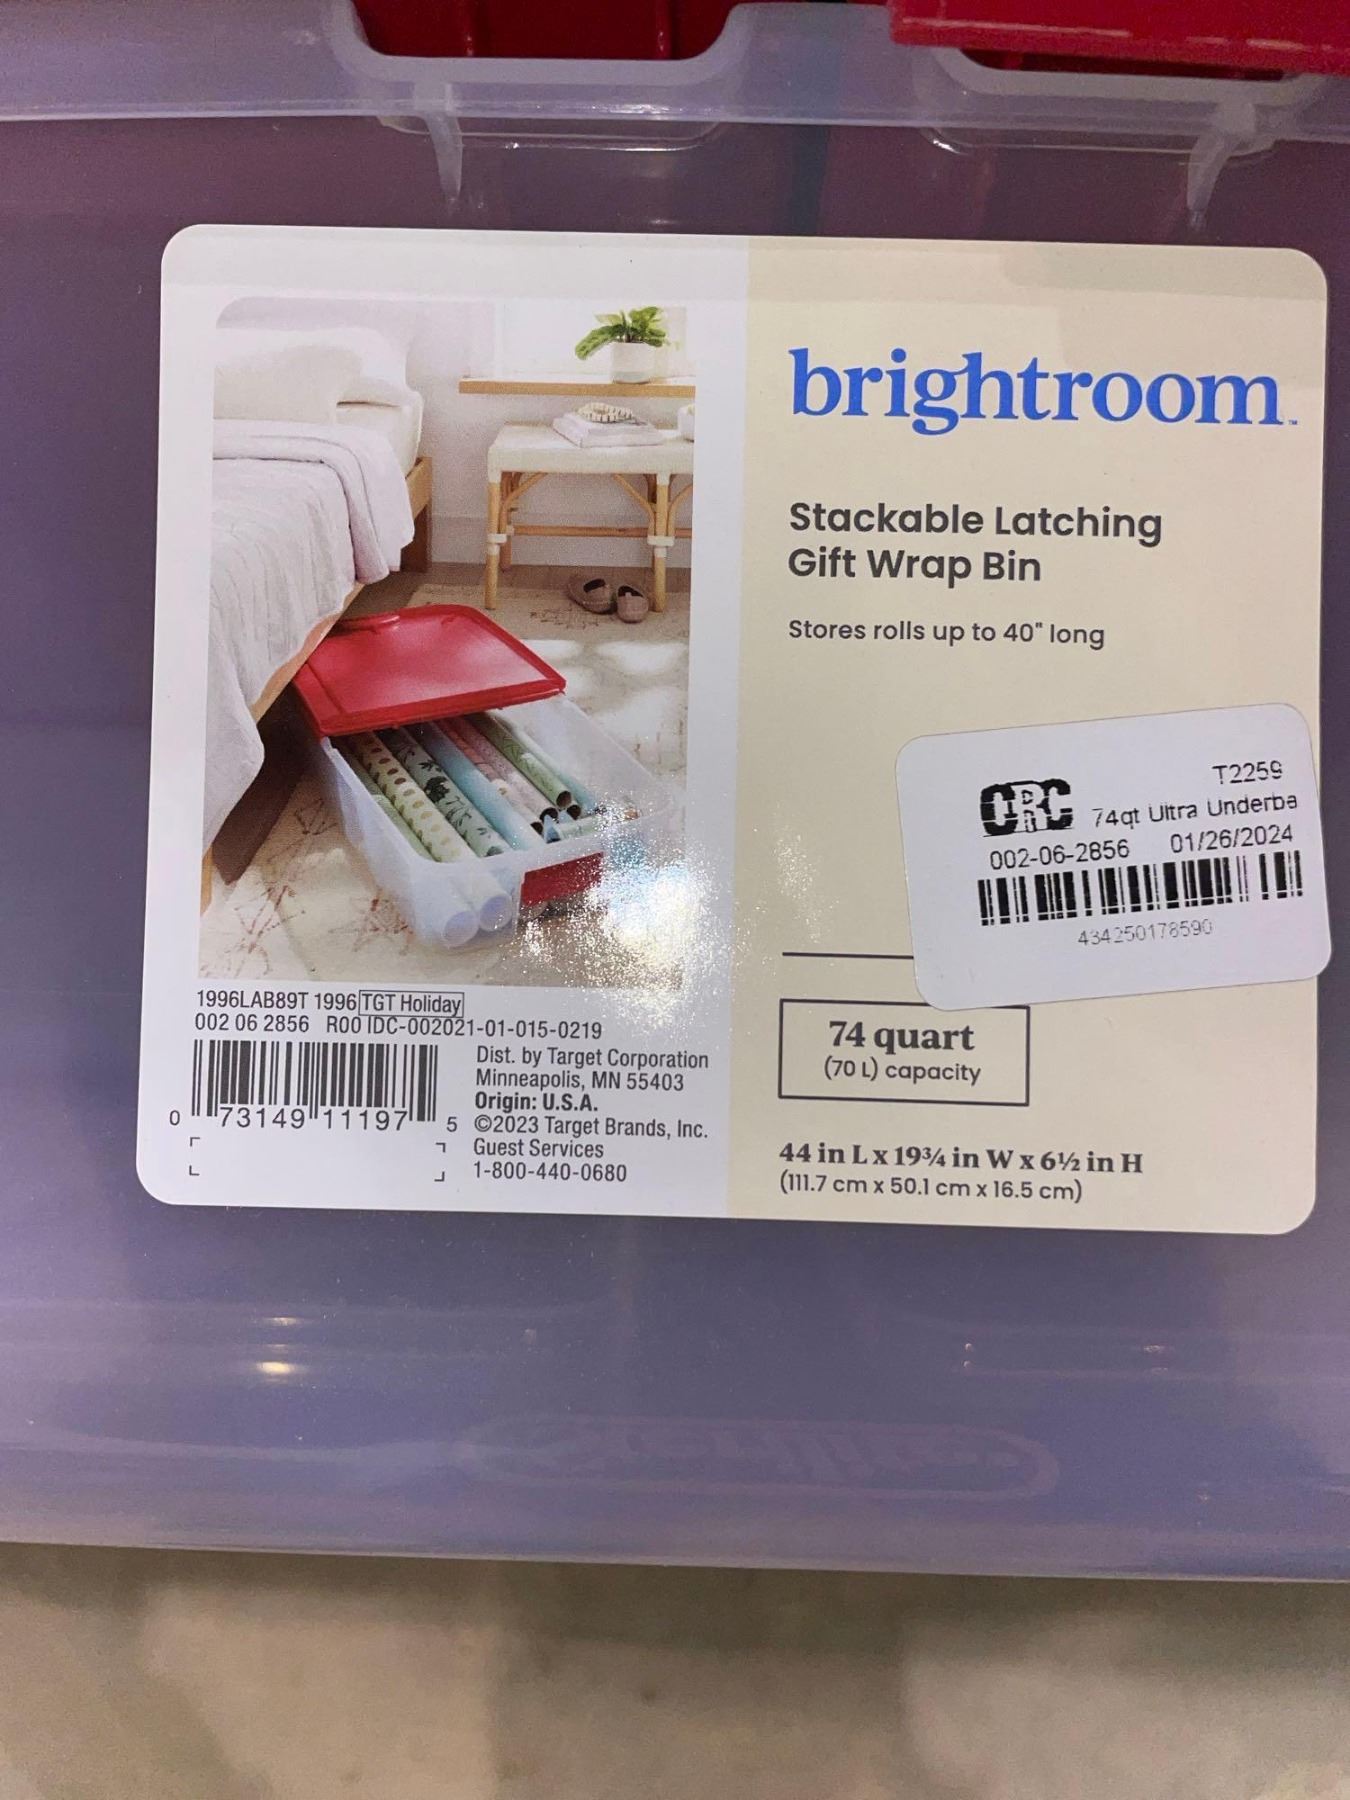 brightroom™
Stackable Latching
Gift Wrap Bin
Stores rolls up to 40" long
CRC
T2259
74qt Ultra Underbe
002-06-2856 01/26/2024
434250178590
74 quart
(70 L) capacity
44 in L x 19¾ in W x 6½ in H
(111.7 cm x 50.1 cm x 16.5 cm)
1996LAB89T 1996 TGT Holiday
002 06 2856 R00 IDC-002021-01-015-0219
0 73149 11197 5
Dist. by Target Corporation
Minneapolis, MN 55403
Origin: U.S.A.
©2023 Target Brands, Inc.
Guest Services
1-800-440-0680